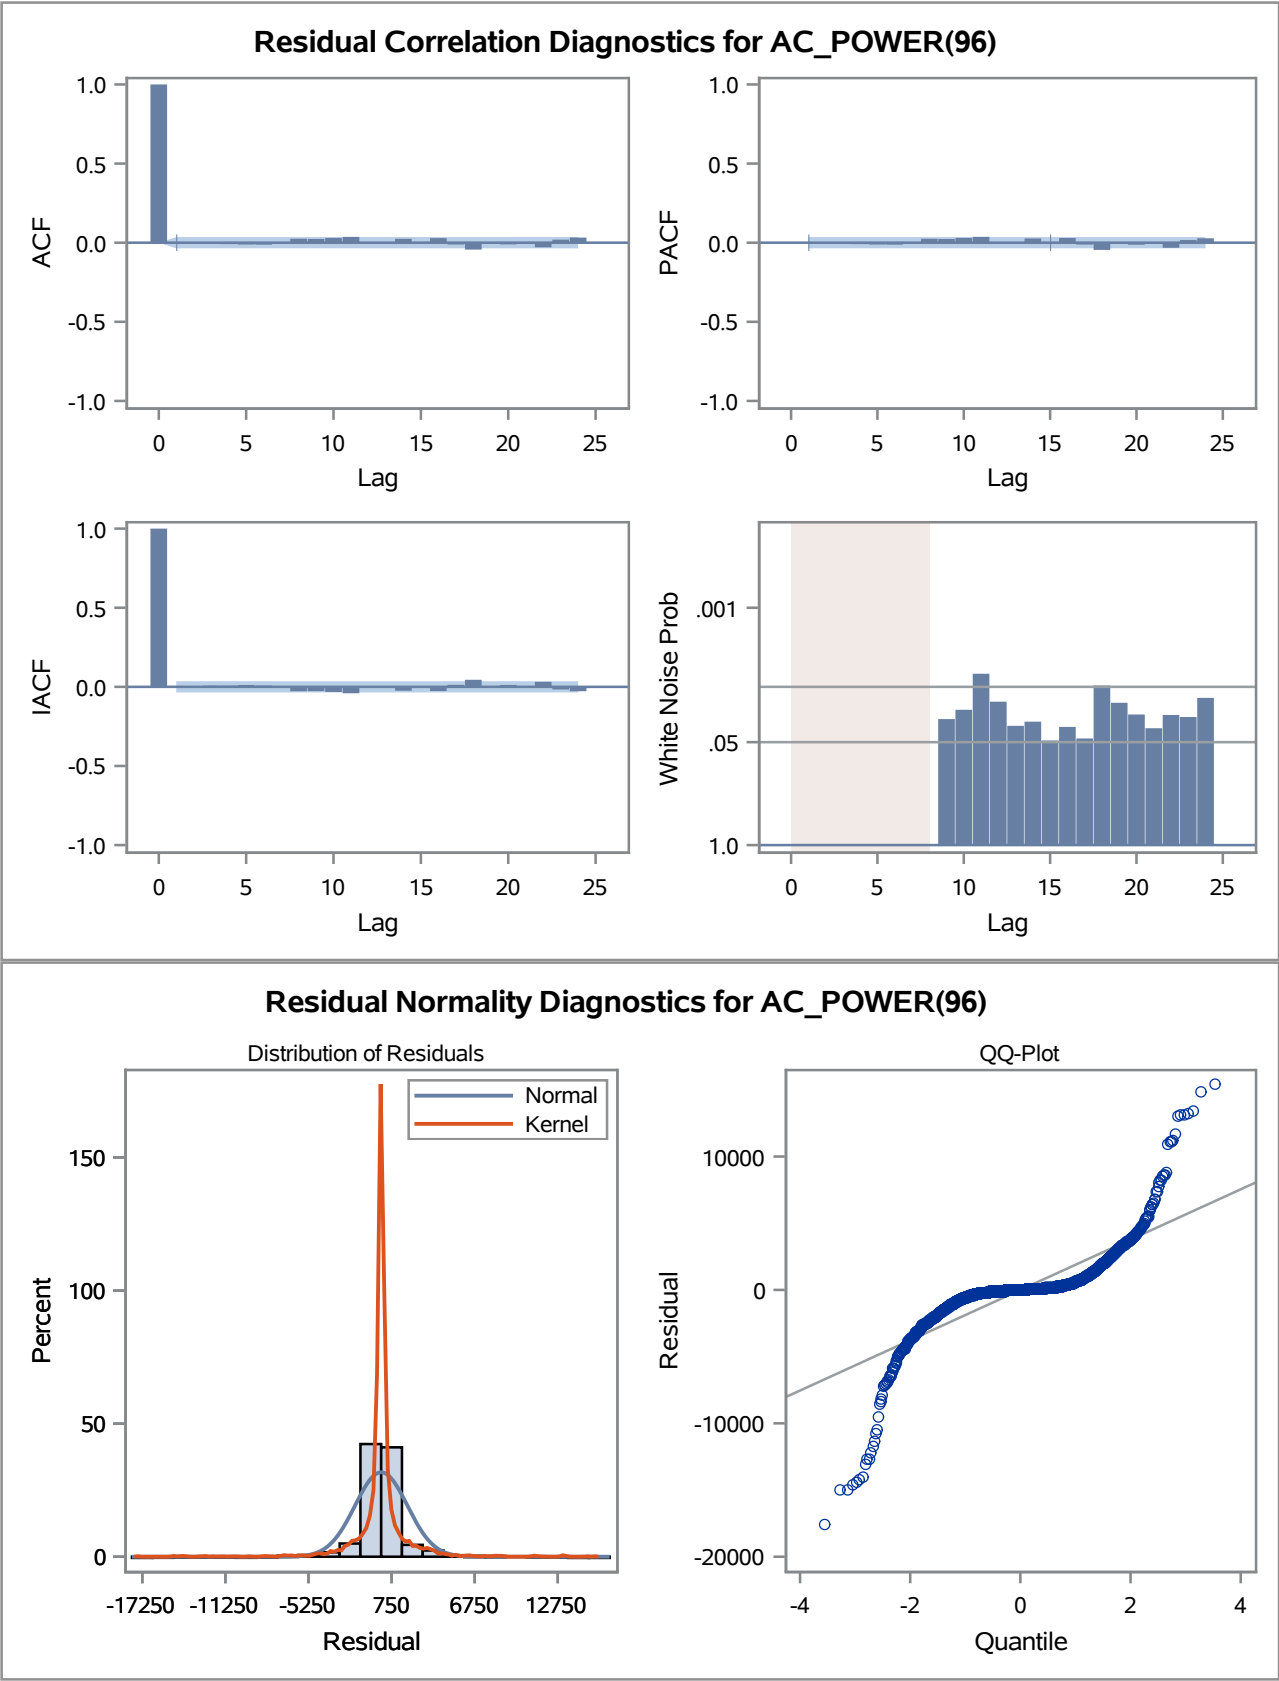 Residual Correlation Diagnostics for AC_POWER(96)
1.0
0.5
0.0
-0.5
-1.0
ACF
0 5 10 15 20 25
Lag
1.0
0.5
0.0
-0.5
-1.0
PACF
0 5 10 15 20 25
Lag
1.0
0.5
0.0
-0.5
-1.0
IACF
0 5 10 15 20 25
Lag
.001
.05
1.0
White Noise Prob
0 5 10 15 20 25
Lag
Residual Normality Diagnostics for AC_POWER(96)
Distribution of Residuals
Normal
Kernel
150
100
50
0
Percent
-17250 -11250 -5250 750 6750 12750
Residual
QQ-Plot
10000
0
-10000
-20000
Residual
-4 -2 0 2 4
Quantile